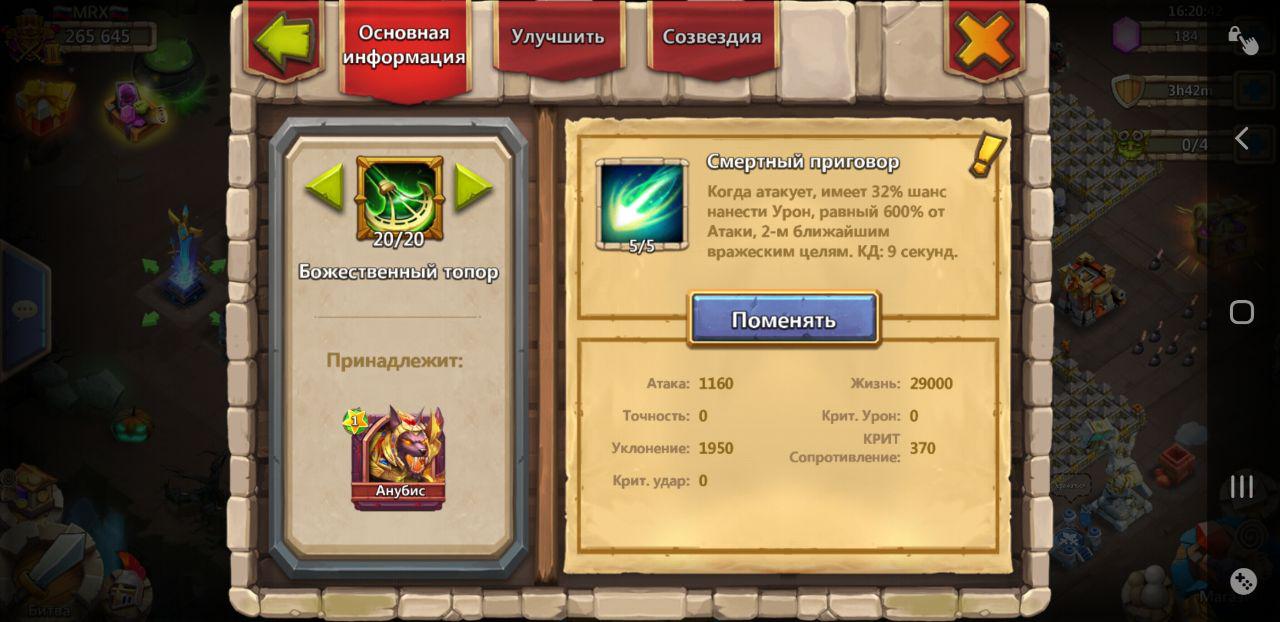 MRX
265 645
Основная
информация
Улучшить
Созвездия
16:20:42
184
3h42m
0/4
20/20
Божественный топор
Принадлежит:
1
Анубис
Смертный приговор
Когда атакует, имеет 32% шанс
нанести Урон, равный 600% от
Атаки, 2-м ближайшим
вражеским целям. КД: 9 секунд.
5/5
Поменять
Атака: 1160
Жизнь: 29000
Точность: 0
Крит. Урон: 0
Уклонение: 1950
КРИТ
Сопротивление: 370
Крит. удар: 0
Битва